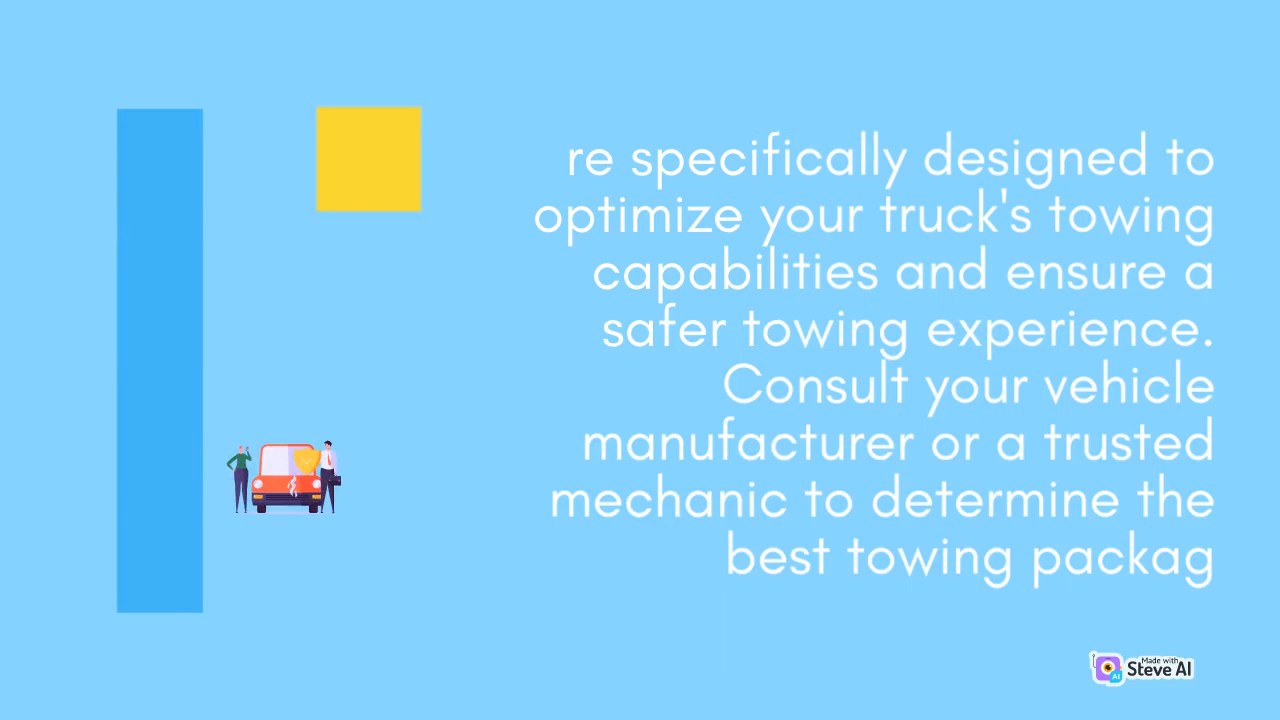 re specifically designed to
optimize your truck's towing
capabilities and ensure a
safer towing experience.
Consult your vehicle
manufacturer or a trusted
mechanic to determine the
best towing packag
Made with
Steve AI
AI